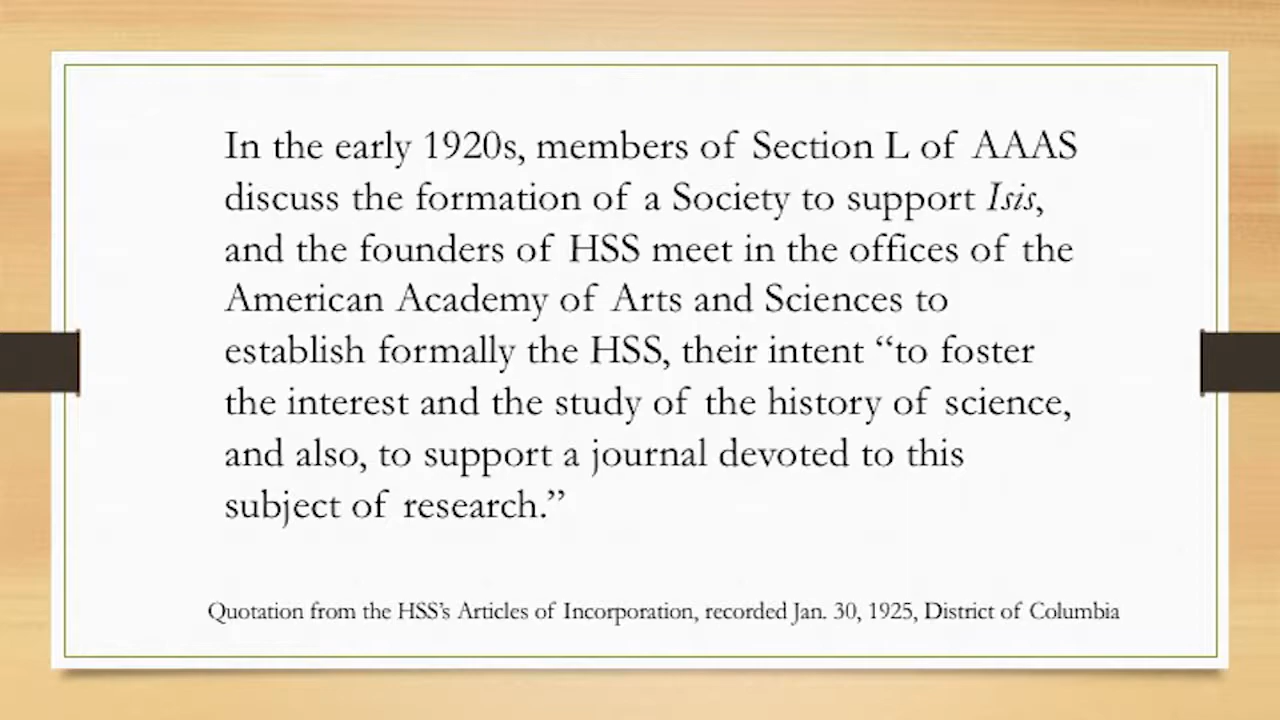 In the early 1920s, members of Section L of AAAS
discuss the formation of a Society to support Isis,
and the founders of HSS meet in the offices of the
American Academy of Arts and Sciences to
establish formally the HSS, their intent “to foster
the interest and the study of the history of science,
and also, to support a journal devoted to this
subject of research.”
Quotation from the HSS’s Articles of Incorporation, recorded Jan. 30, 1925, District of Columbia